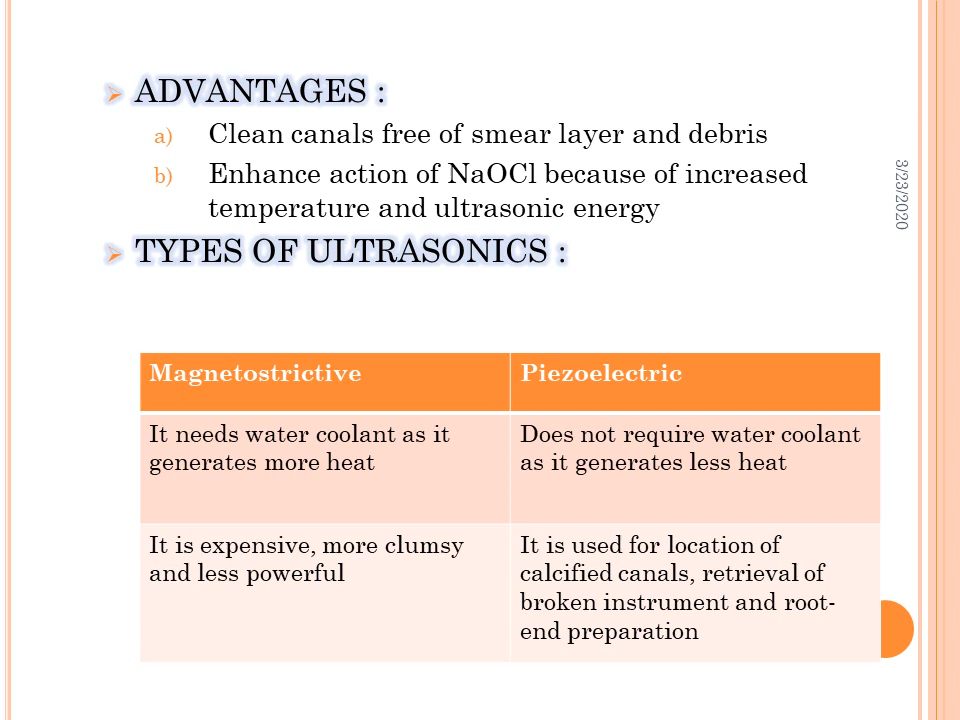 ➢ ADVANTAGES :
a) Clean canals free of smear layer and debris
b) Enhance action of NaOCl because of increased
temperature and ultrasonic energy
➢ TYPES OF ULTRASONICS :
3/23/2020
Magnetostrictive
Piezoelectric
It needs water coolant as it
generates more heat
Does not require water coolant
as it generates less heat
It is expensive, more clumsy
and less powerful
It is used for location of
calcified canals, retrieval of
broken instrument and root-
end preparation